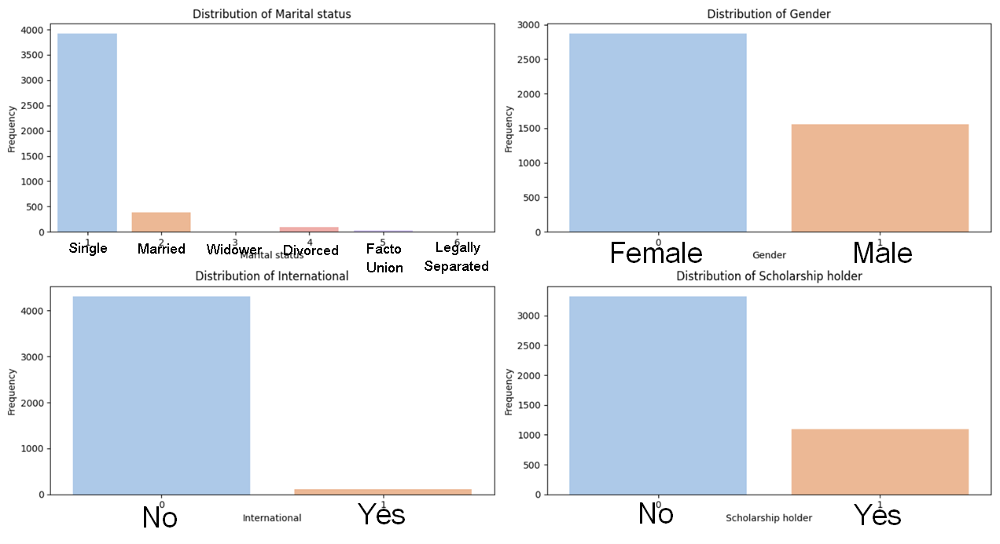 Distribution of Marital status
4000
3500
3000
2500
2000
1500
1000
500
0
Frequency
1 2 3 4 5 6
Single Married Widower Divorced Facto Union Legally Separated
Marital status
Distribution of Gender
3000
2500
2000
1500
1000
500
0
Frequency
0 1
Female Male
Gender
Distribution of International
4000
3000
2000
1000
0
Frequency
0 1
No Yes
International
Distribution of Scholarship holder
3000
2500
2000
1500
1000
500
0
Frequency
0 1
No Yes
Scholarship holder